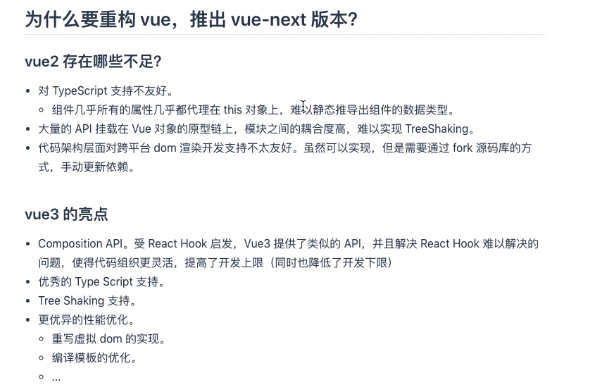 为什么要重构 vue，推出 vue-next 版本？
vue2 存在哪些不足？
对 TypeScript 支持不友好。
组件几乎所有的属性几乎都代理在 this 对象上，难以静态推导出组件的数据类型。
大量的 API 挂载在 Vue 对象的原型链上，模块之间的耦合度高，难以实现 TreeShaking。
代码架构层面对跨平台 dom 渲染开发支持不太友好。虽然可以实现，但是需要通过 fork 源码库的方
式，手动更新依赖。
vue3 的亮点
Composition API。受 React Hook 启发，Vue3 提供了类似的 API，并且解决 React Hook 难以解决的
问题，使得代码组织更灵活，提高了开发上限（同时也降低了开发下限）
优秀的 Type Script 支持。
Tree Shaking 支持。
更优异的性能优化。
重写虚拟 dom 的实现。
编译模板的优化。
...